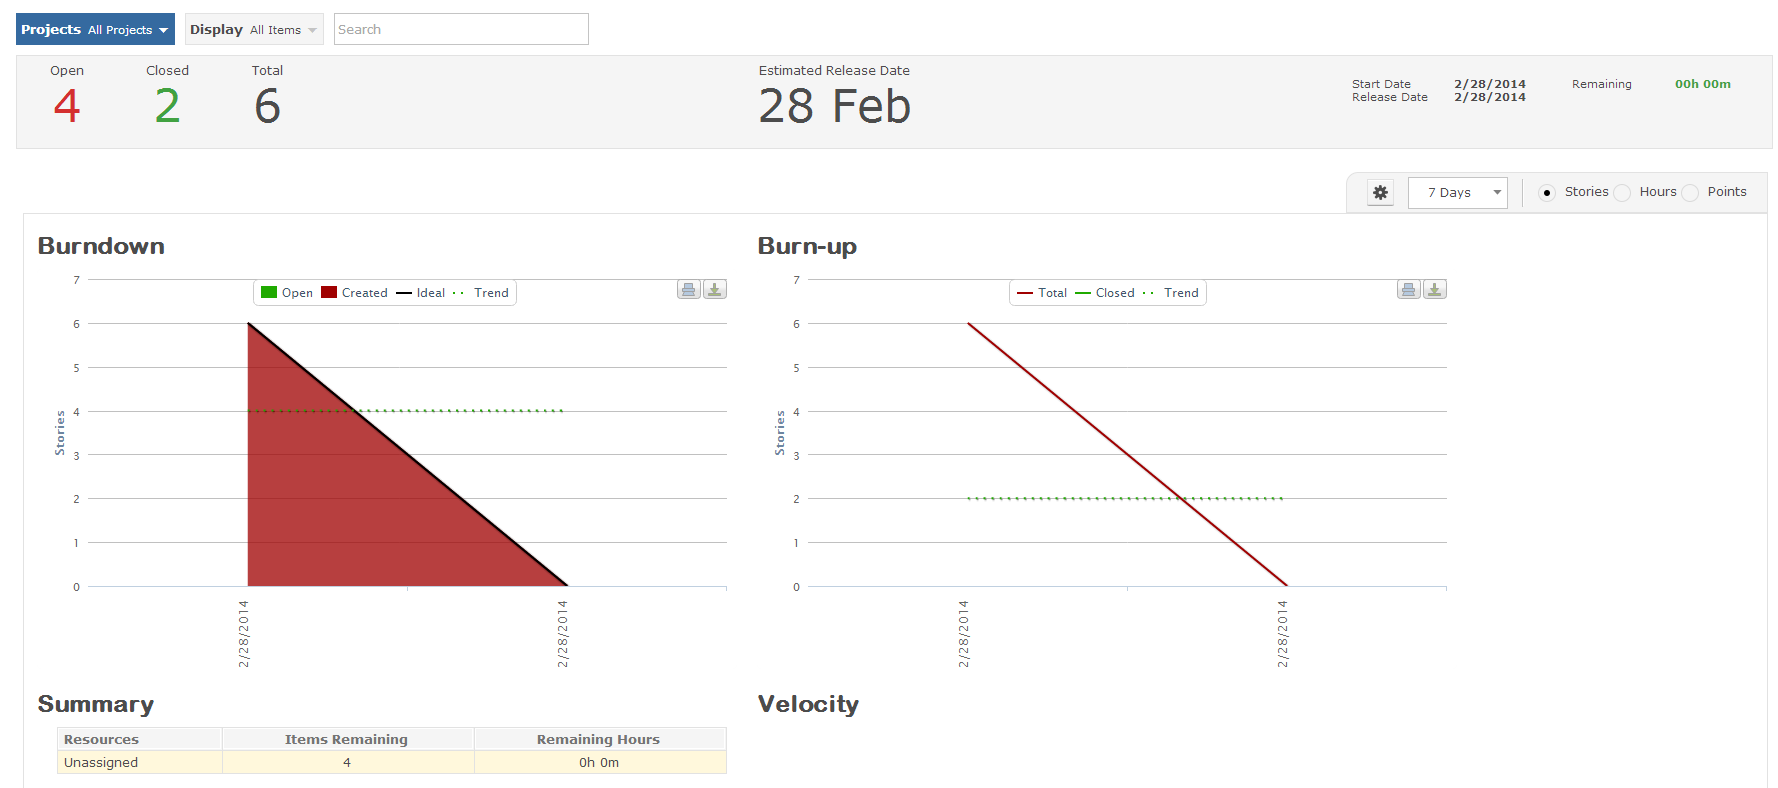 Projects All Projects Display All Items Search
Open Closed Total Estimated Release Date
4 2 6 28 Feb
Start Date 2/28/2014 Remaining 00h 00m
Release Date 2/28/2014
7 Days Stories Hours Points
Burndown
7
6
5
4
3
2
1
0
Stories
Open Created Ideal Trend
2/28/2014
2/28/2014
Burn-up
7
6
5
4
3
2
1
0
Stories
Total Closed Trend
2/28/2014
2/28/2014
Summary
Resources Items Remaining Remaining Hours
Unassigned 4 0h 0m
Velocity